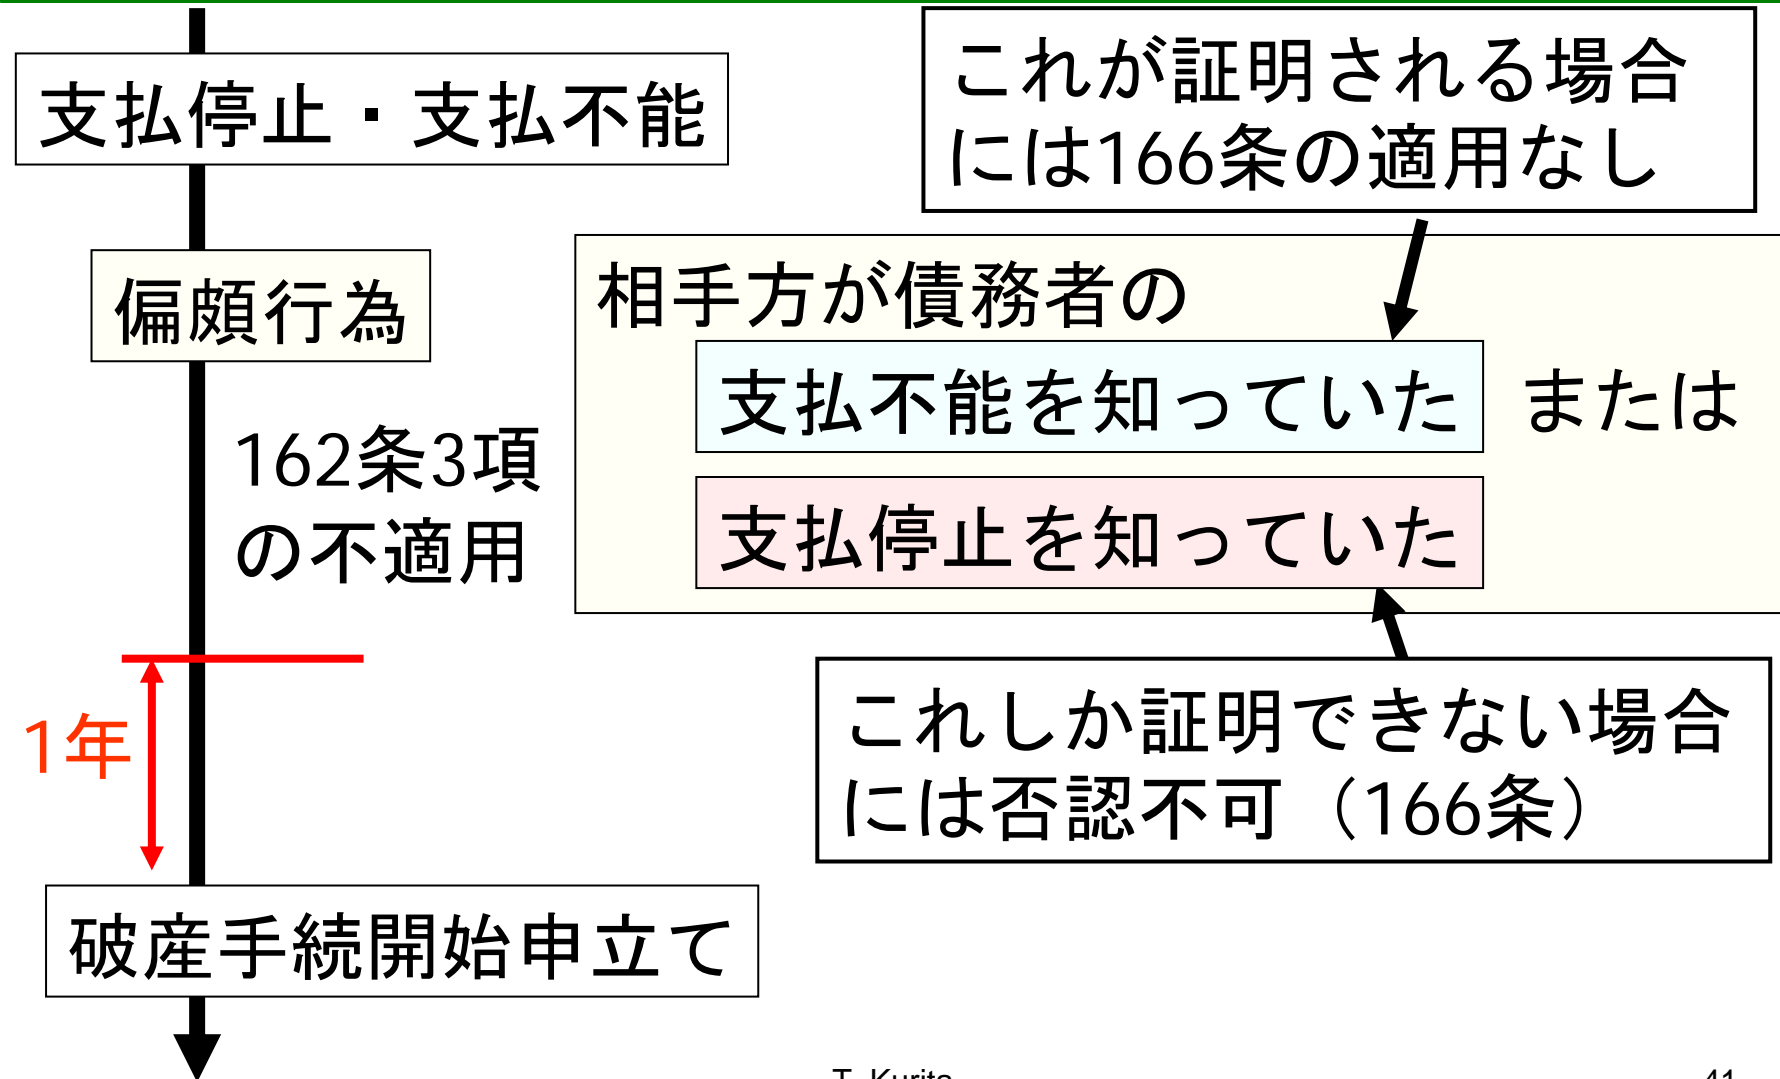 支払停止・支払不能
これが証明される場合
には166条の適用なし
偏頗行為
相手方が債務者の
支払不能を知っていた または
支払停止を知っていた
162条3項
の不適用
1年
これしか証明できない場合
には否認不可（166条）
破産手続開始申立て
T. Kurita
41